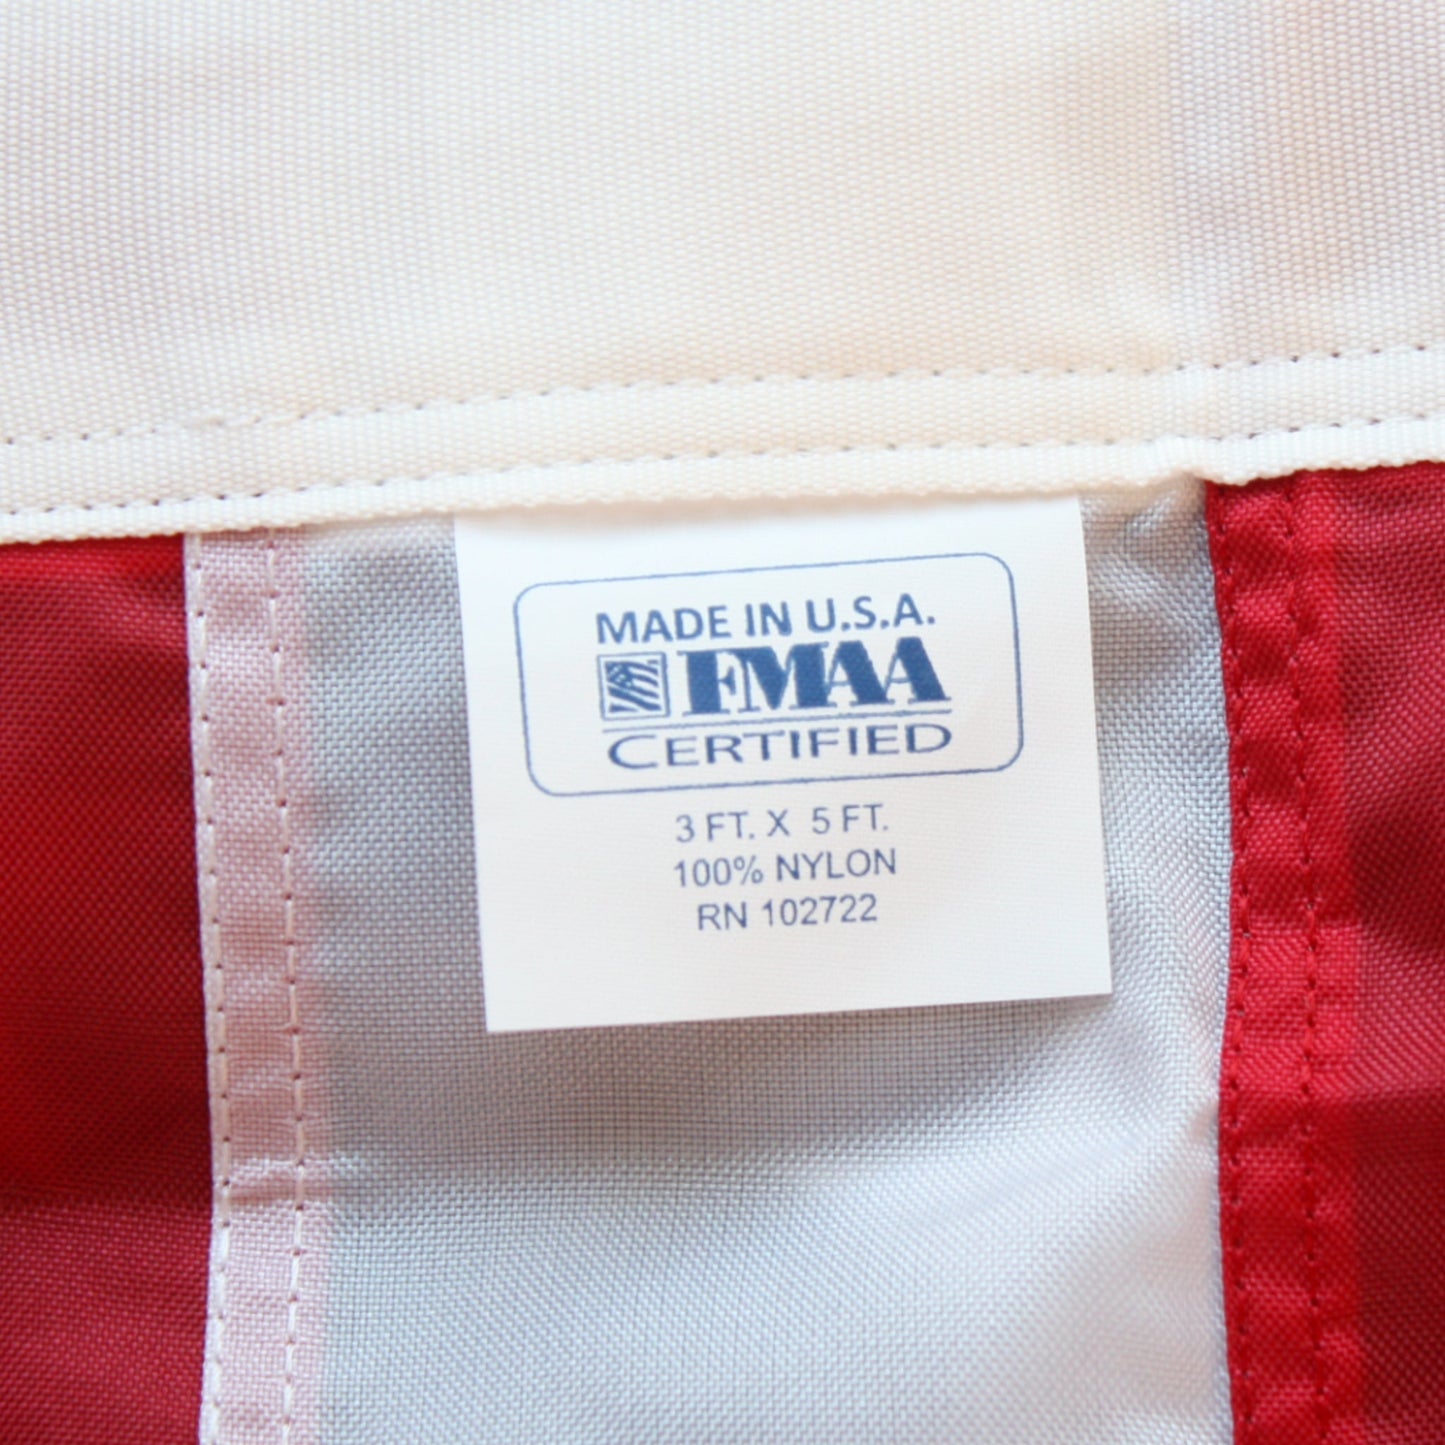 MADE IN U.S.A.
FMAA
CERTIFIED
3 FT. X 5 FT.
100% NYLON
RN 102722